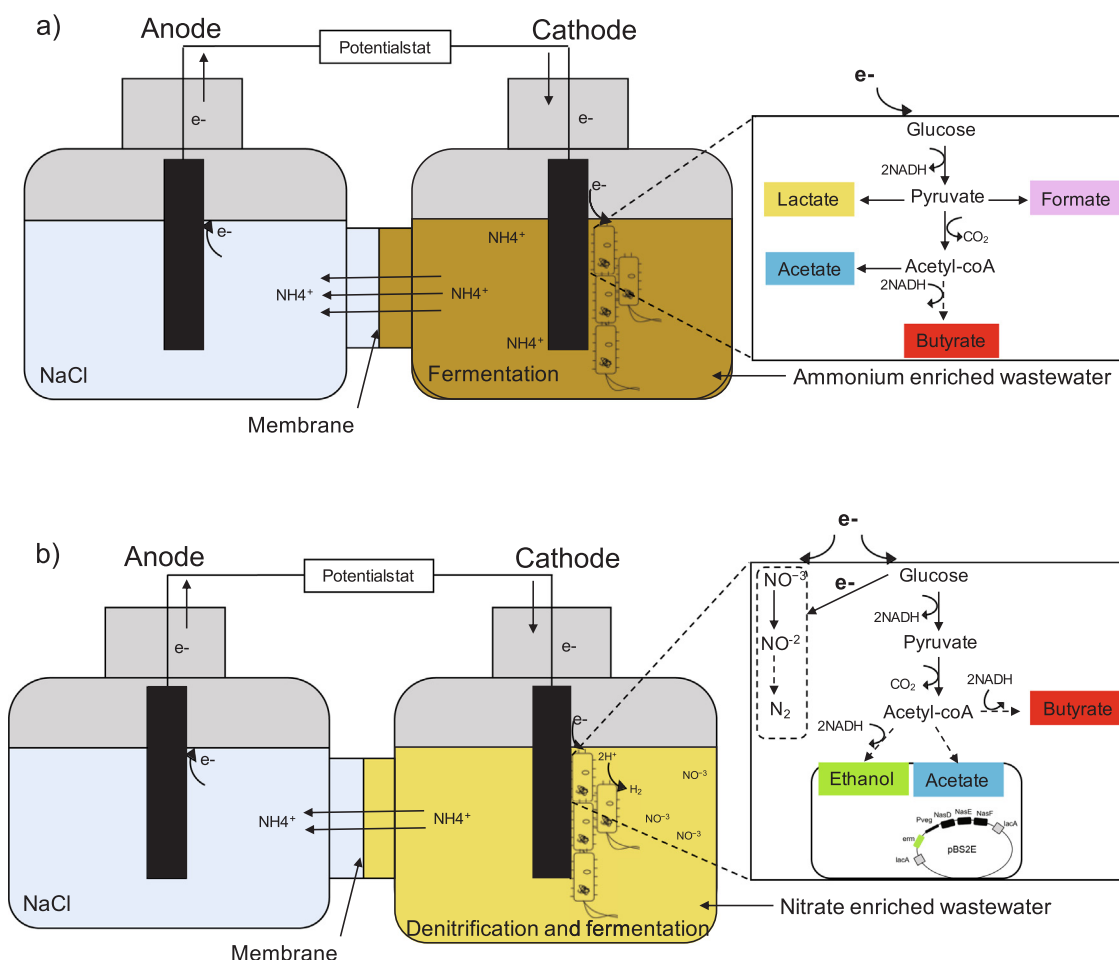 a)
Anode
Cathode
Potentialstat
e-
e-
e-
e-
e-
Glucose
2NADH
Lactate
Pyruvate
Formate
CO₂
Acetate
Acetyl-coA
2NADH
Butyrate
NH4⁺
NH4⁺
NH4⁺
NH4⁺
NaCl
Fermentation
Ammonium enriched wastewater
Membrane
b)
Anode
Cathode
Potentialstat
e-
e-
e-
e-
e-
e-
NO⁻³
Glucose
2NADH
NO⁻²
Pyruvate
CO₂
2NADH
N₂
Acetyl-coA
Butyrate
2NADH
Ethanol
Acetate
2H⁺
H₂
NO⁻³
NO⁻³
NO⁻³
NH4⁺
NH4⁺
Pveg
NasD
NasE
NasF
lacA
erm
pBS2E
lacA
NaCl
Denitrification and fermentation
Nitrate enriched wastewater
Membrane